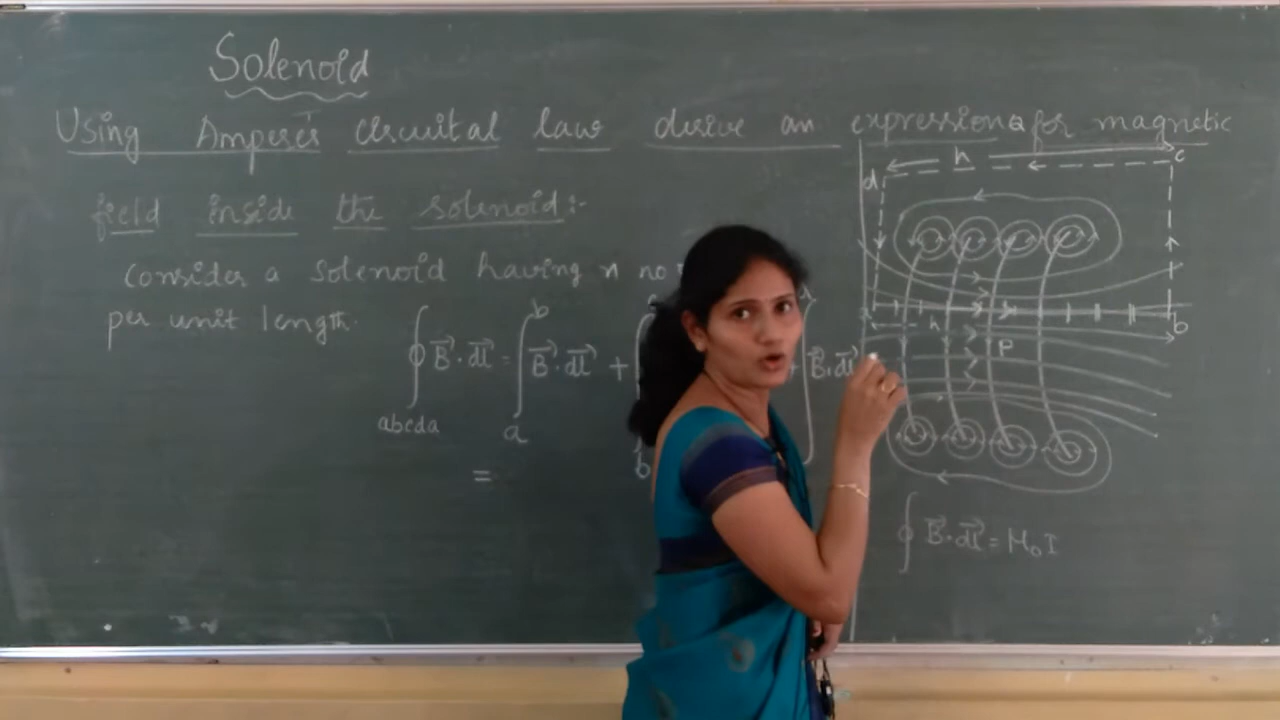 Solenoid
Using Ampere's circuital law derive an expression for magnetic
field inside the solenoid:-
Consider a solenoid having n no
per unit length.
∮ B⃗·dl⃗ = ∫ B⃗·dl⃗ + ∫ + ∫ B⃗·dl⃗
abcda a b b
=
h
c
d
h
b
P
∮ B⃗·dl⃗ = μ₀I